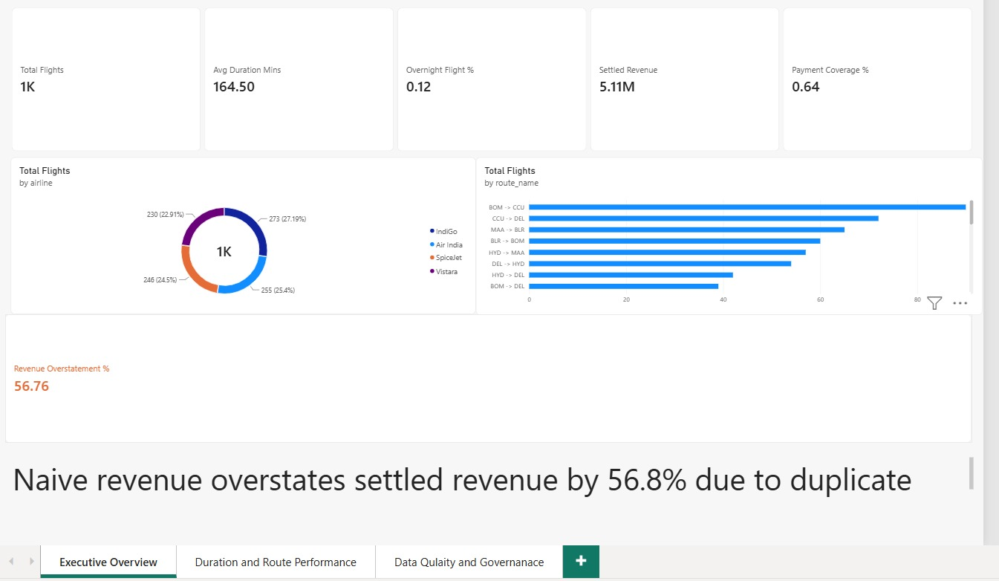 Total Flights
1K
Avg Duration Mins
164.50
Overnight Flight %
0.12
Settled Revenue
5.11M
Payment Coverage %
0.64
Total Flights
by airline
230 (22.91%)
273 (27.19%)
1K
246 (24.5%)
255 (25.4%)
IndiGo
Air India
SpiceJet
Vistara
Total Flights
by route_name
BOM -> CCU
CCU -> DEL
MAA -> BLR
BLR -> BOM
HYD -> MAA
DEL -> HYD
HYD -> DEL
BOM -> DEL
0 20 40 60 80
Revenue Overstatement %
56.76
Naive revenue overstates settled revenue by 56.8% due to duplicate
Executive Overview
Duration and Route Performance
Data Qulaity and Governanace